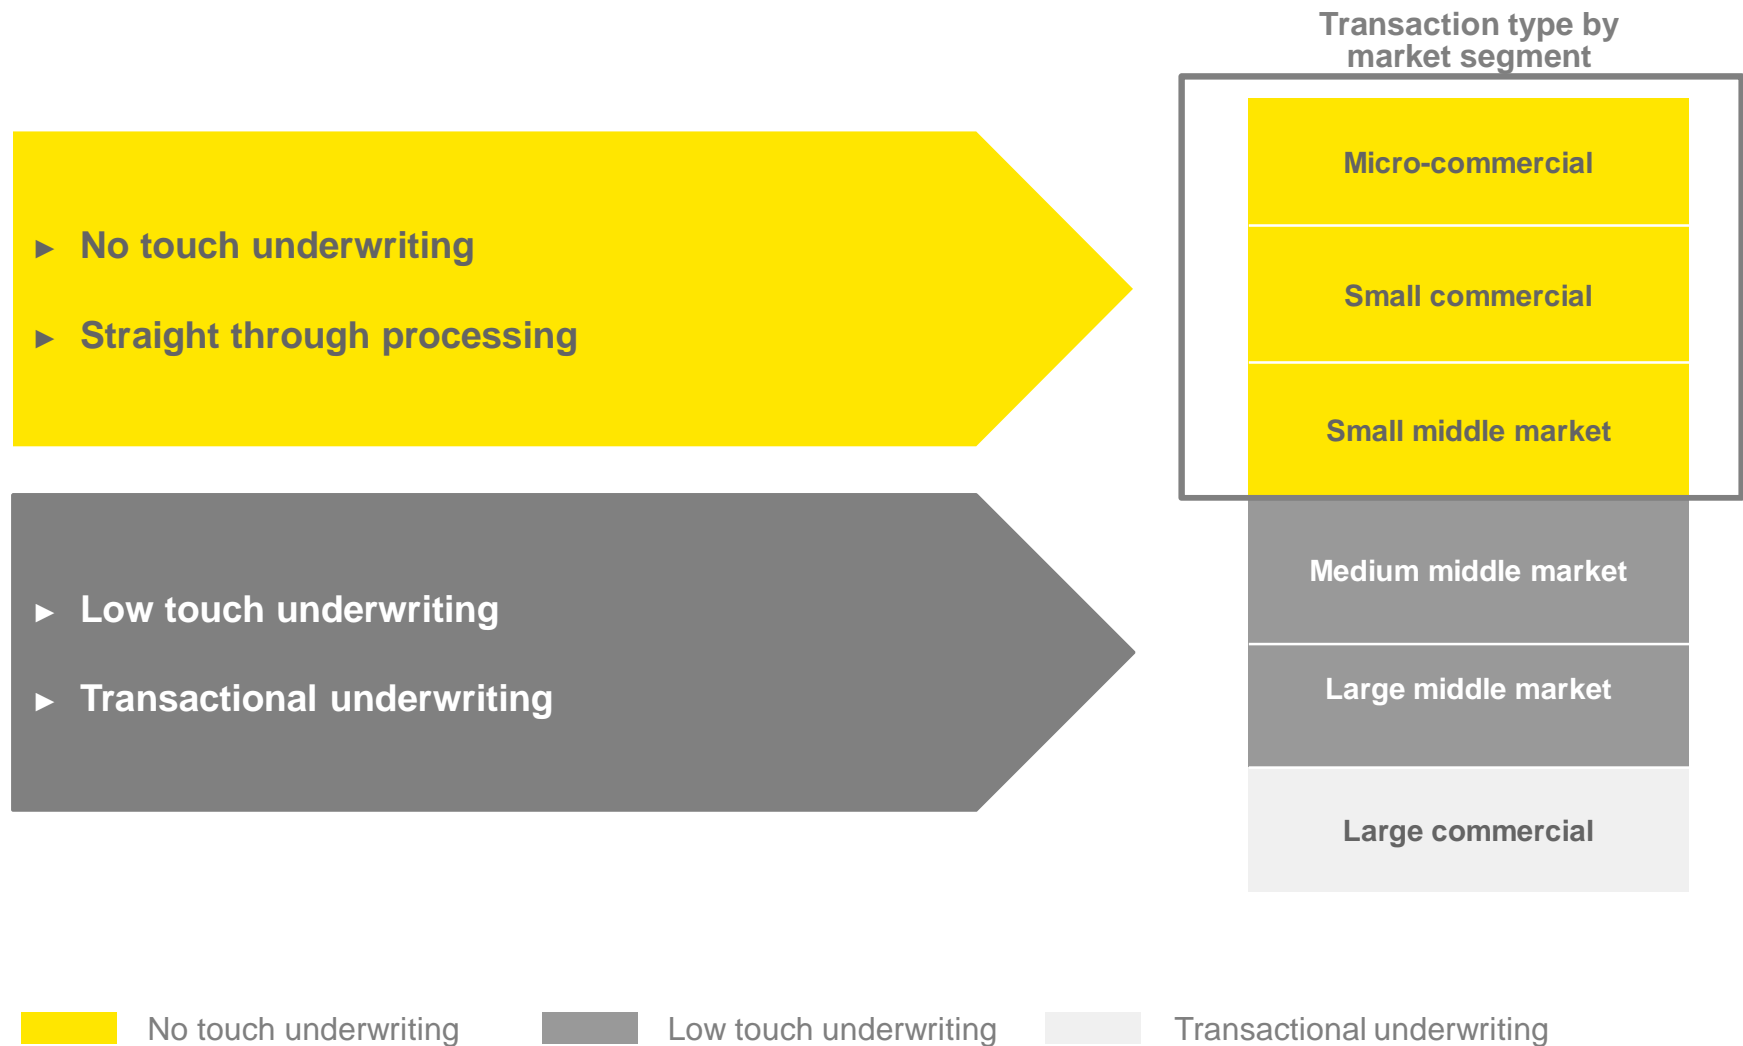 Transaction type by
market segment
► No touch underwriting
► Straight through processing
► Low touch underwriting
► Transactional underwriting
Micro-commercial
Small commercial
Small middle market
Medium middle market
Large middle market
Large commercial
No touch underwriting
Low touch underwriting
Transactional underwriting